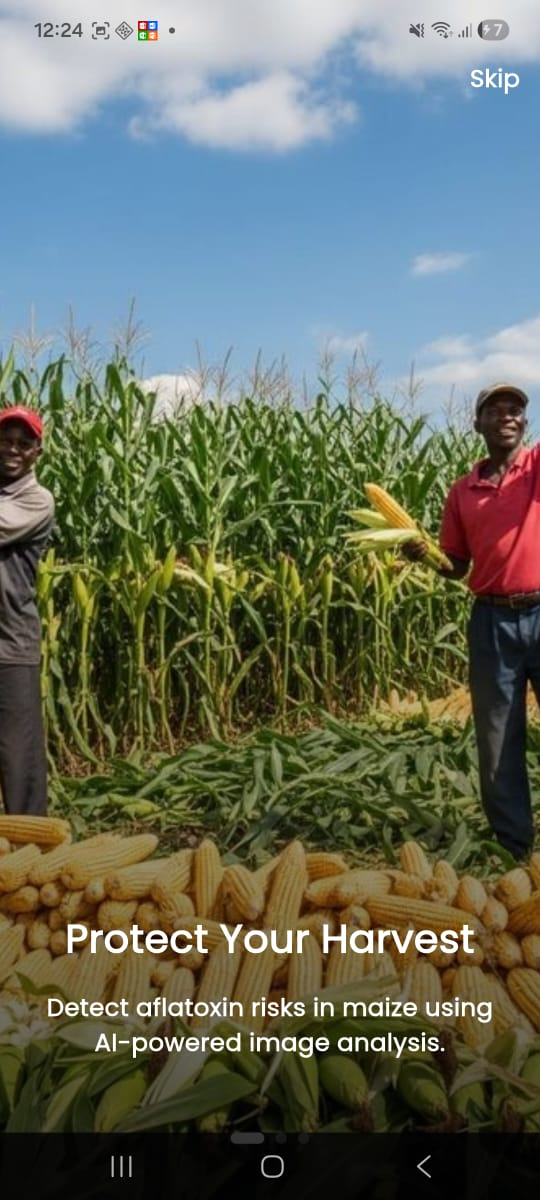 12:24
7
Skip
Protect Your Harvest
Detect aflatoxin risks in maize using
AI-powered image analysis.